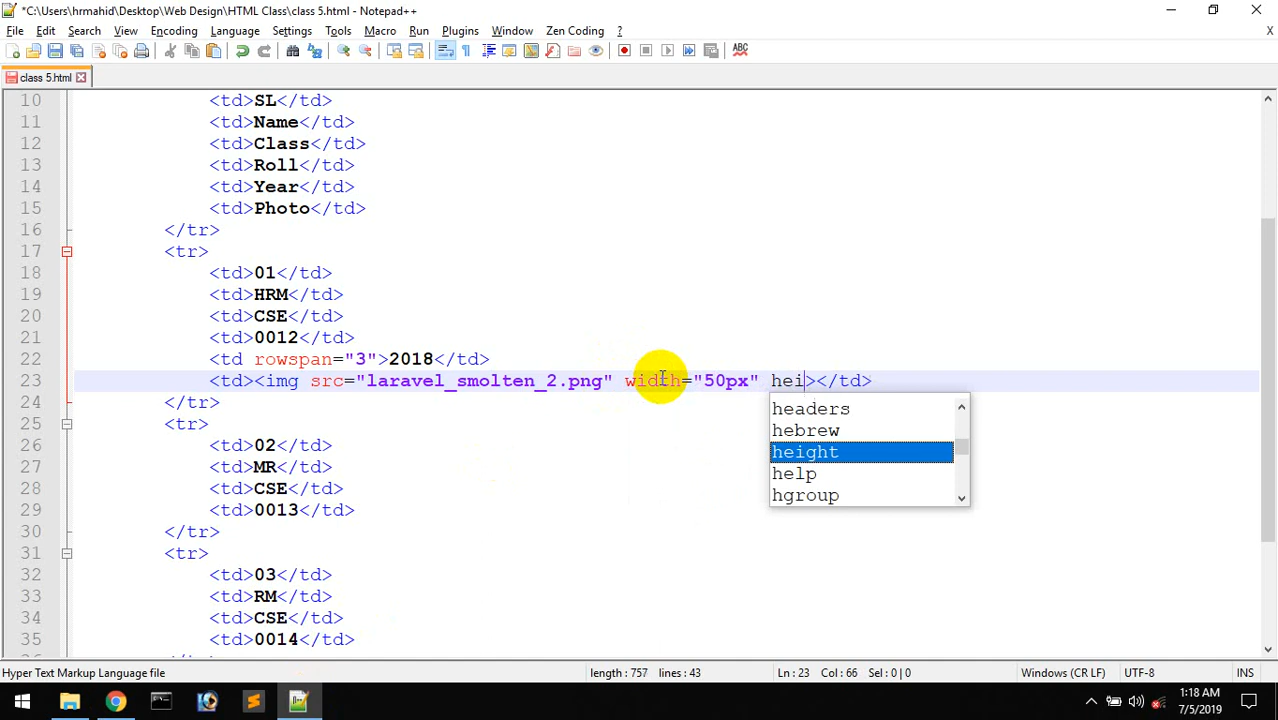 *C:\Users\hrmahid\Desktop\Web Design\HTML Class\class 5.html - Notepad++
File Edit Search View Encoding Language Settings Tools Macro Run Plugins Window Zen Coding ? X
class 5.html
10 <td>SL</td>
11 <td>Name</td>
12 <td>Class</td>
13 <td>Roll</td>
14 <td>Year</td>
15 <td>Photo</td>
16 </tr>
17 <tr>
18 <td>01</td>
19 <td>HRM</td>
20 <td>CSE</td>
21 <td>0012</td>
22 <td rowspan="3">2018</td>
23 <td><img src="laravel_smolten_2.png" width="50px" hei></td>
headers
hebrew
height
help
hgroup
24 </tr>
25 <tr>
26 <td>02</td>
27 <td>MR</td>
28 <td>CSE</td>
29 <td>0013</td>
30 </tr>
31 <tr>
32 <td>03</td>
33 <td>RM</td>
34 <td>CSE</td>
35 <td>0014</td>
Hyper Text Markup Language file length : 757 lines : 43 Ln : 23 Col : 66 Sel : 0 | 0 Windows (CR LF) UTF-8 INS
1:18 AM
7/5/2019